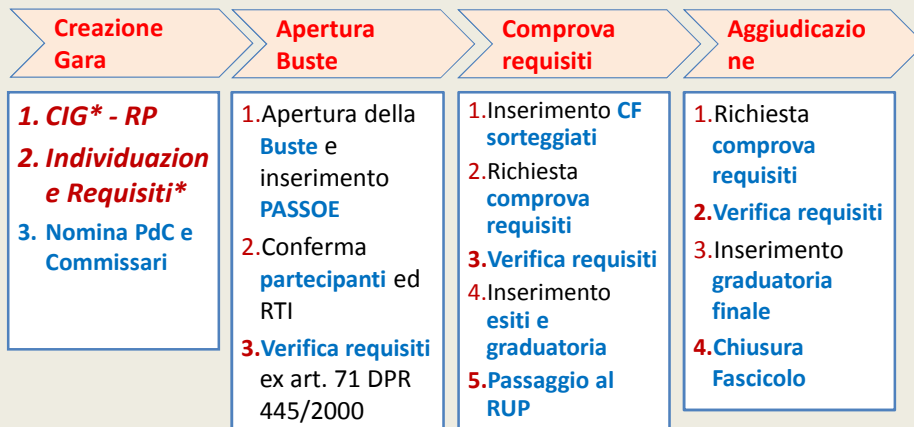 Creazione
Gara
1. CIG* - RP
2. Individuazion
e Requisiti*
3. Nomina PdC e
Commissari
Apertura
Buste
1.Apertura della
Buste e
inserimento
PASSOE
2.Conferma
partecipanti ed
RTI
3.Verifica requisiti
ex art. 71 DPR
445/2000
Comprova
requisiti
1.Inserimento CF
sorteggiati
2.Richiesta
comprova
requisiti
3.Verifica requisiti
4.Inserimento
esiti e
graduatoria
5.Passaggio al
RUP
Aggiudicazio
ne
1.Richiesta
comprova
requisiti
2.Verifica requisiti
3.Inserimento
graduatoria
finale
4.Chiusura
Fascicolo